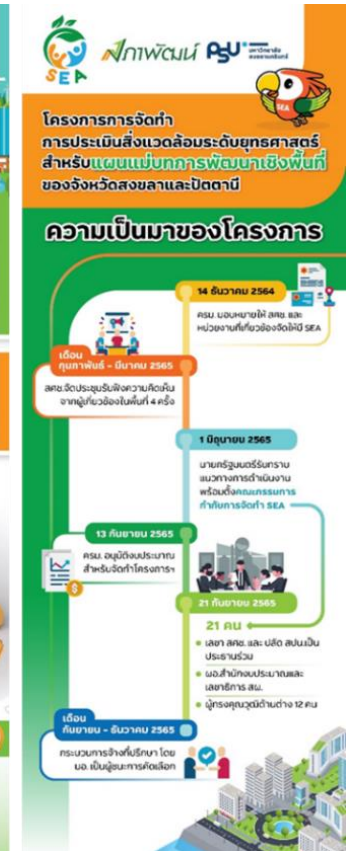 SEA
สภาพัฒน์
PSU
มหาวิทยาลัย
สงขลานครินทร์
SEA
โครงการการจัดทำ
การประเมินสิ่งแวดล้อมระดับยุทธศาสตร์
สำหรับแผนแม่บทการพัฒนาเชิงพื้นที่
ของจังหวัดสงขลาและปัตตานี
ความเป็นมาของโครงการ
14 ธันวาคม 2564
ครม. มอบหมายให้ สศช. และ
หน่วยงานที่เกี่ยวข้องจัดให้มี SEA
เดือน
กุมภาพันธ์ - มีนาคม 2565
สศช.จัดประชุมรับฟังความคิดเห็น
จากผู้เกี่ยวข้องในพื้นที่ 4 ครั้ง
1 มิถุนายน 2565
นายกรัฐมนตรีรับทราบ
แนวทางการดำเนินงาน
พร้อมตั้งคณะกรรมการ
กำกับการจัดทำ SEA
13 กันยายน 2565
ครม. อนุมัติงบประมาณ
สำหรับจัดทำโครงการฯ
21 กันยายน 2565
21 คน
เลขา สศช. และ ปลัด สปน.เป็น
ประธานร่วม
ผอ.สำนักงบประมาณและ
เลขาธิการ สผ.
ผู้ทรงคุณวุฒิด้านต่าง 12 คน
เดือน
กันยายน - ธันวาคม 2565
กระบวนการจ้างที่ปรึกษา โดย
มอ. เป็นผู้ชนะการคัดเลือก